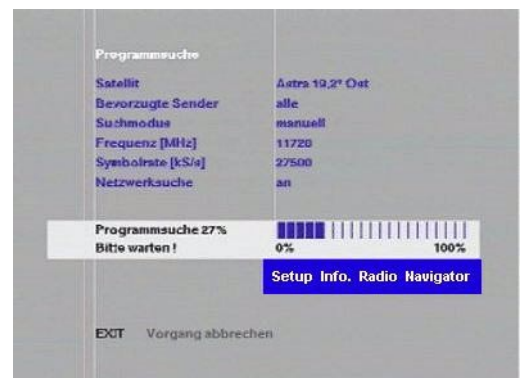 Programmsuche
Satellit Astra 19,2° Ost
Bevorzugte Sender alle
Suchmodus manuell
Frequenz [MHz] 11720
Symbolrate [kS/s] 27500
Netzwerksuche an
Programmsuche 27%
Bitte warten ! 0% 100%
Setup Info. Radio Navigator
EXIT Vorgang abbrechen